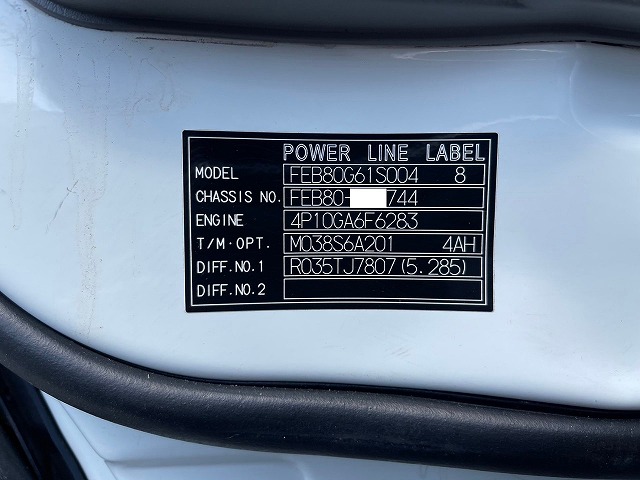 POWER LINE LABEL
MODEL FEB80G61S004 8
CHASSIS NO. FEB80- 744
ENGINE 4P10GA6F6283
T/M·OPT. M038S6A201 4AH
DIFF.NO.1 R035TJ7807(5.285)
DIFF.NO.2